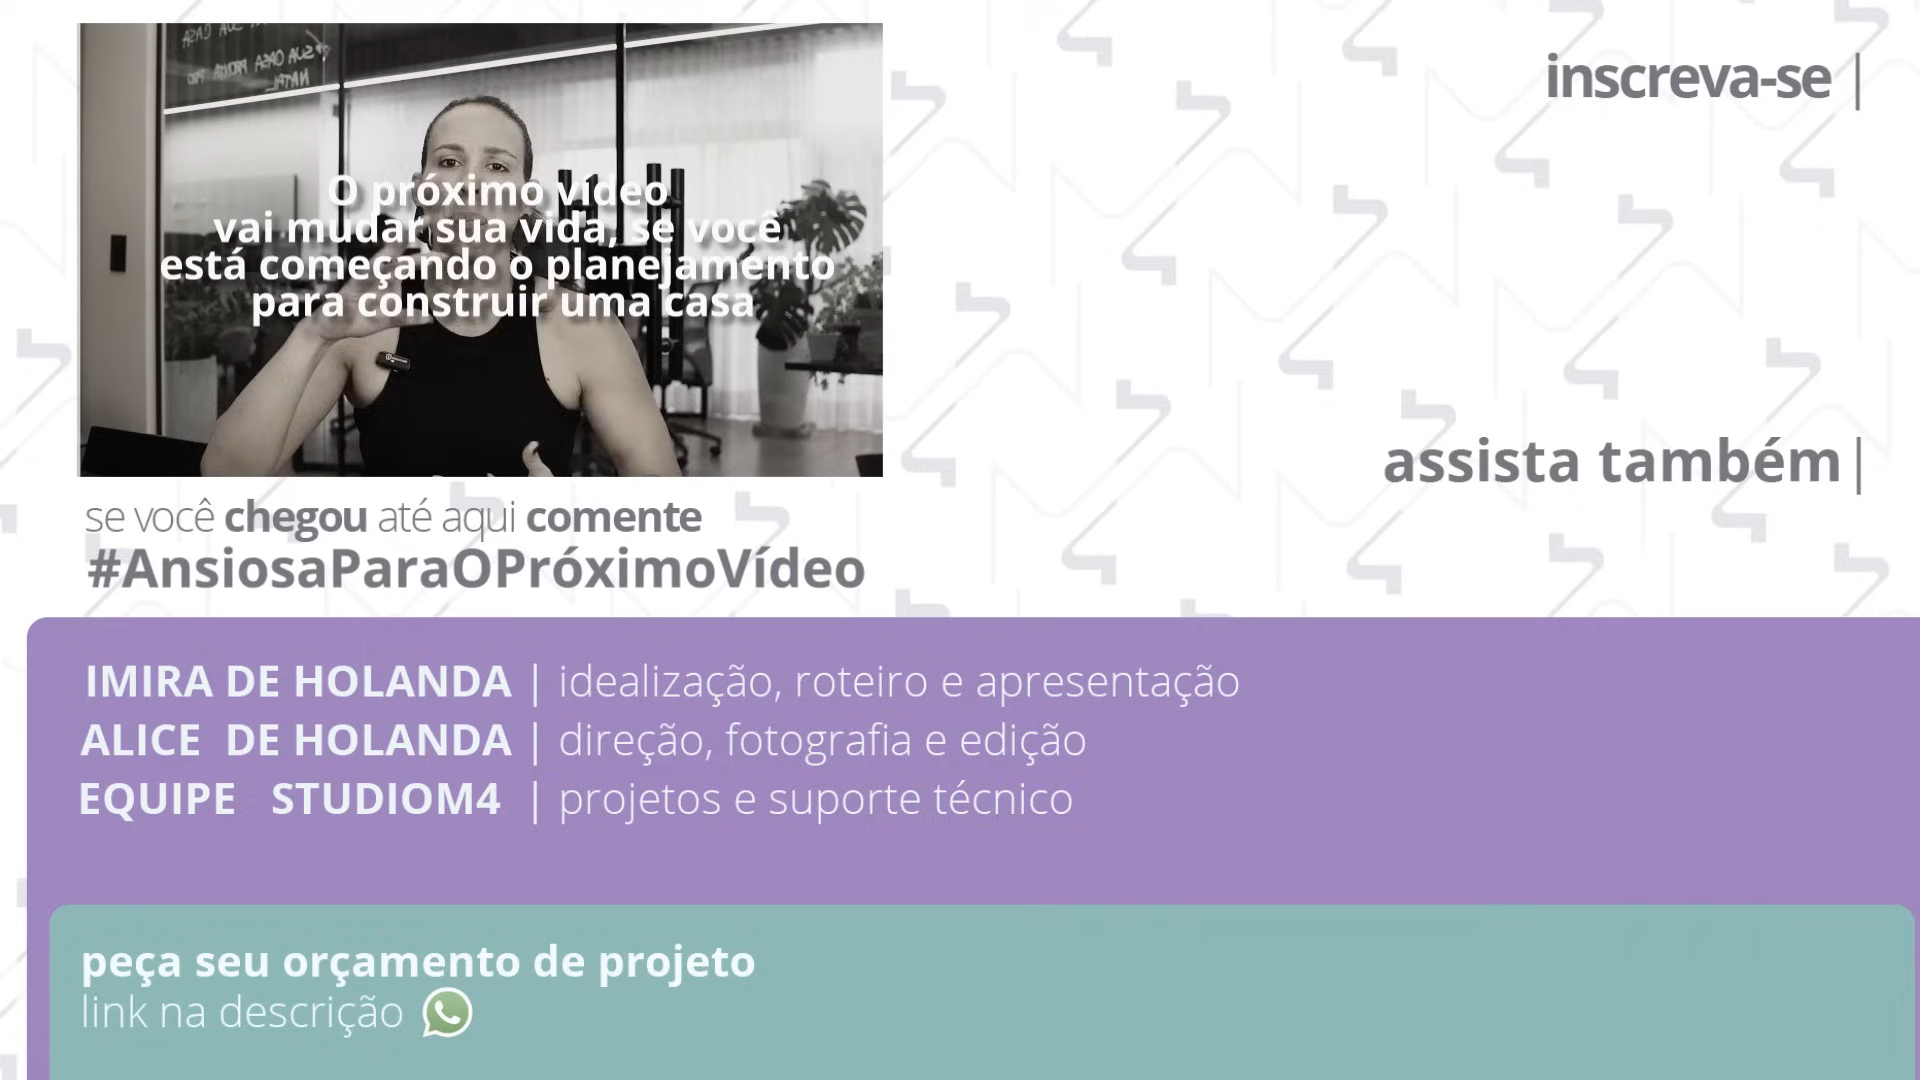 O próximo vídeo
vai mudar sua vida, se você
está começando o planejamento
para construir uma casa
inscreva-se |
assista também|
se você chegou até aqui comente
#AnsiosaParaOPróximoVídeo
IMIRA DE HOLANDA | idealização, roteiro e apresentação
ALICE DE HOLANDA | direção, fotografia e edição
EQUIPE STUDIOM4 | projetos e suporte técnico
peça seu orçamento de projeto
link na descrição